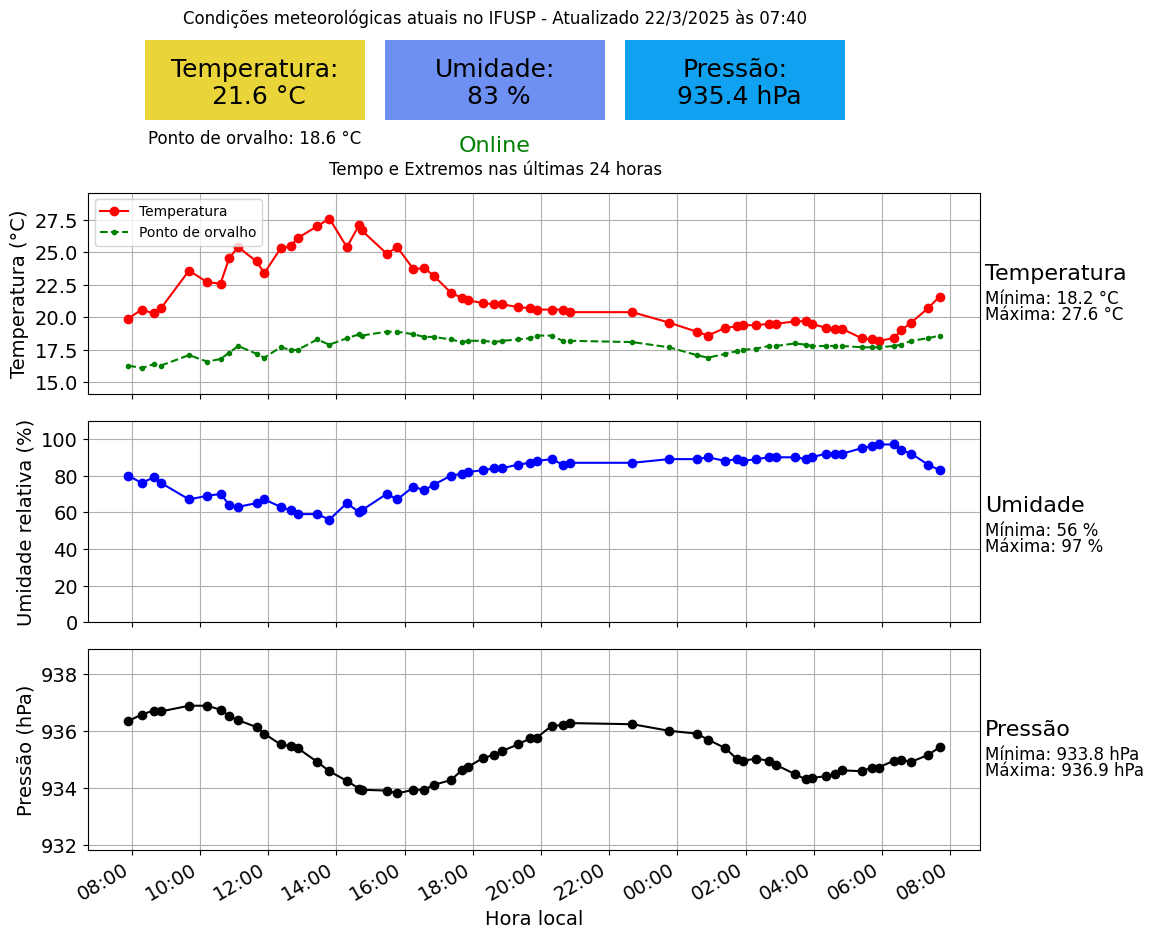 Condições meteorológicas atuais no IFUSP - Atualizado 22/3/2025 às 07:40
Temperatura:
21.6 °C
Umidade:
83 %
Pressão:
935.4 hPa
Ponto de orvalho: 18.6 °C
Online
Tempo e Extremos nas últimas 24 horas
Temperatura (°C)
27.5
25.0
22.5
20.0
17.5
15.0
Temperatura
Ponto de orvalho
Temperatura
Mínima: 18.2 °C
Máxima: 27.6 °C
Umidade relativa (%)
100
80
60
40
20
0
Umidade
Mínima: 56 %
Máxima: 97 %
Pressão (hPa)
938
936
934
932
Pressão
Mínima: 933.8 hPa
Máxima: 936.9 hPa
08:00
10:00
12:00
14:00
16:00
18:00
20:00
22:00
00:00
02:00
04:00
06:00
08:00
Hora local